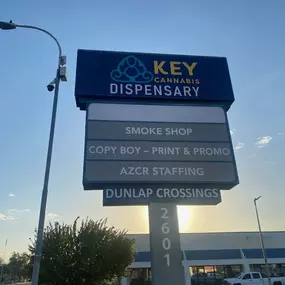 KEY
CANNABIS
DISPENSARY
SMOKE SHOP
COPY BOY – PRINT & PROMO
AZCR STAFFING
DUNLAP CROSSINGS
2601